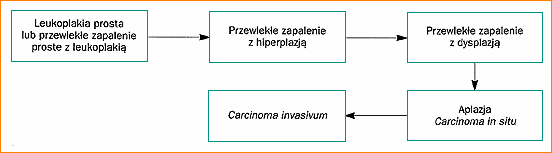 Leukoplakia prosta
lub przewlekłe zapalenie
proste z leukoplakią
Przewlekłe zapalenie
z hiperplazją
Przewlekłe zapalenie
z dysplazją
Aplazja
Carcinoma in situ
Carcinoma invasivum